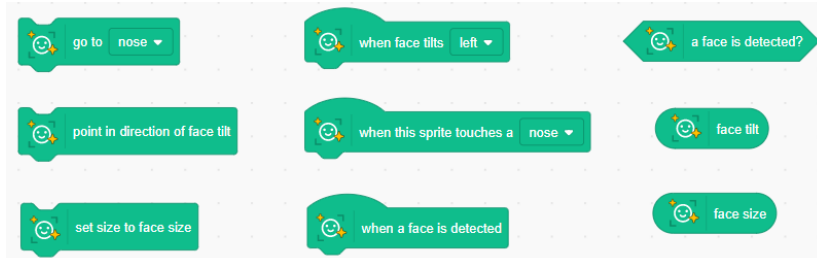 go to nose
when face tilts left
a face is detected?
point in direction of face tilt
when this sprite touches a nose
face tilt
set size to face size
when a face is detected
face size